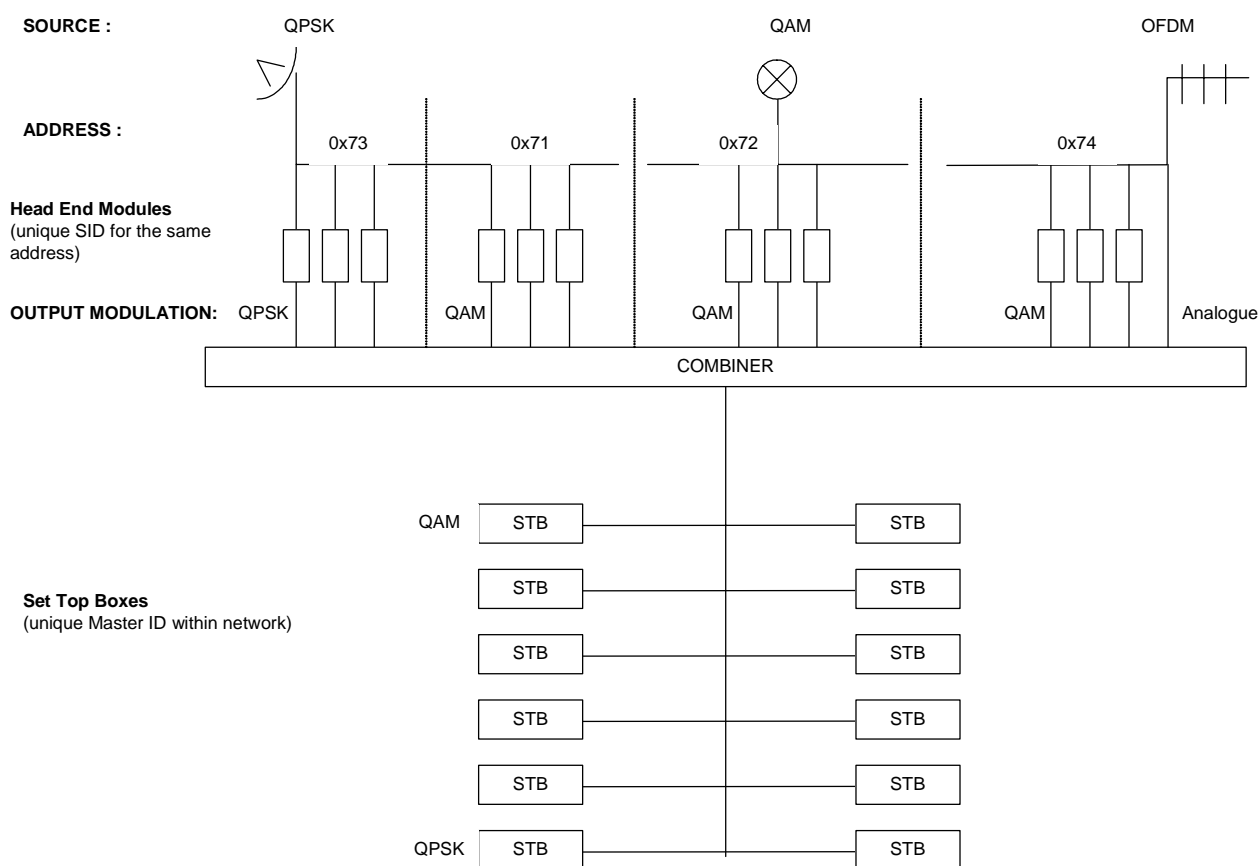 SOURCE : QPSK QAM OFDM
ADDRESS :
0x73 0x71 0x72 0x74
Head End Modules
(unique SID for the same
address)
OUTPUT MODULATION: QPSK QAM QAM QAM Analogue
COMBINER
QAM STB STB
STB STB
Set Top Boxes
(unique Master ID within network)
STB STB
STB STB
STB STB
QPSK STB STB